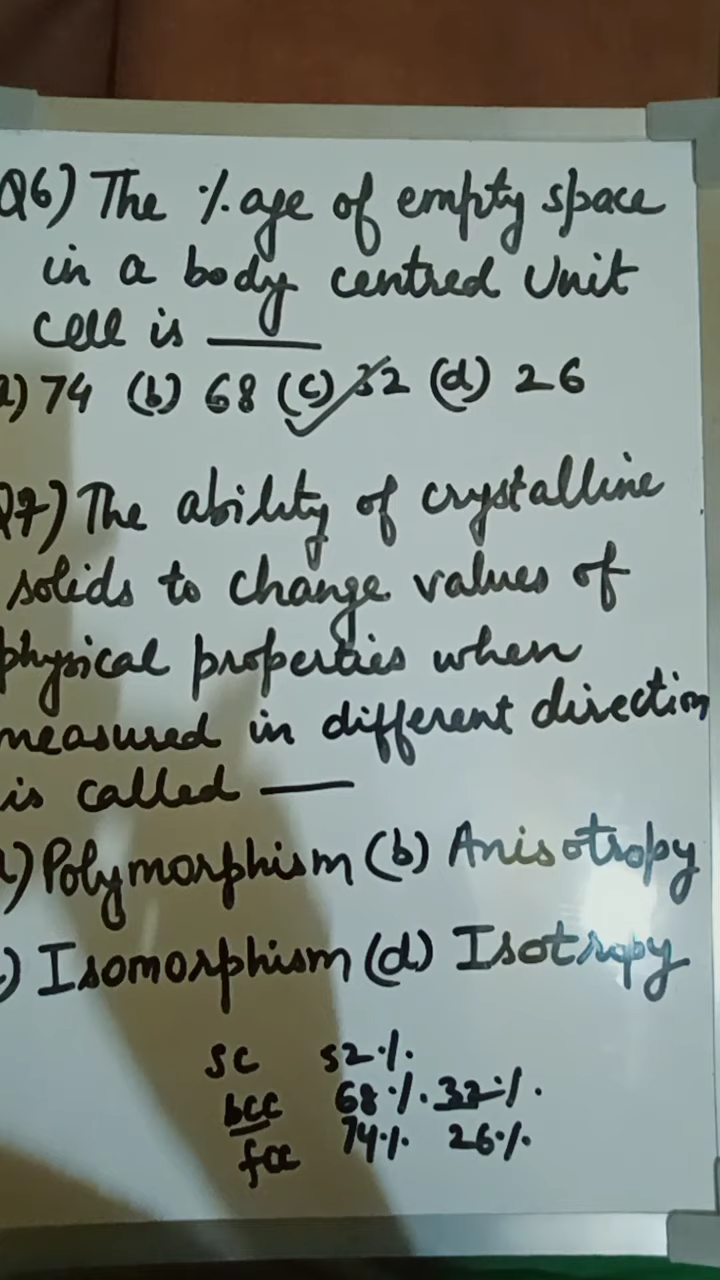 Q6) The %age of empty space
in a body centred Unit
cell is ____
a) 74 (b) 68 (c) 32 (d) 26
Q7) The ability of crystalline
solids to change values of
physical properties when
measured in different direction
is called —
) Polymorphism (b) Anisotropy
) Isomorphism (d) Isotropy
SC 52%
bcc 68% 32%
fcc 74% 26%